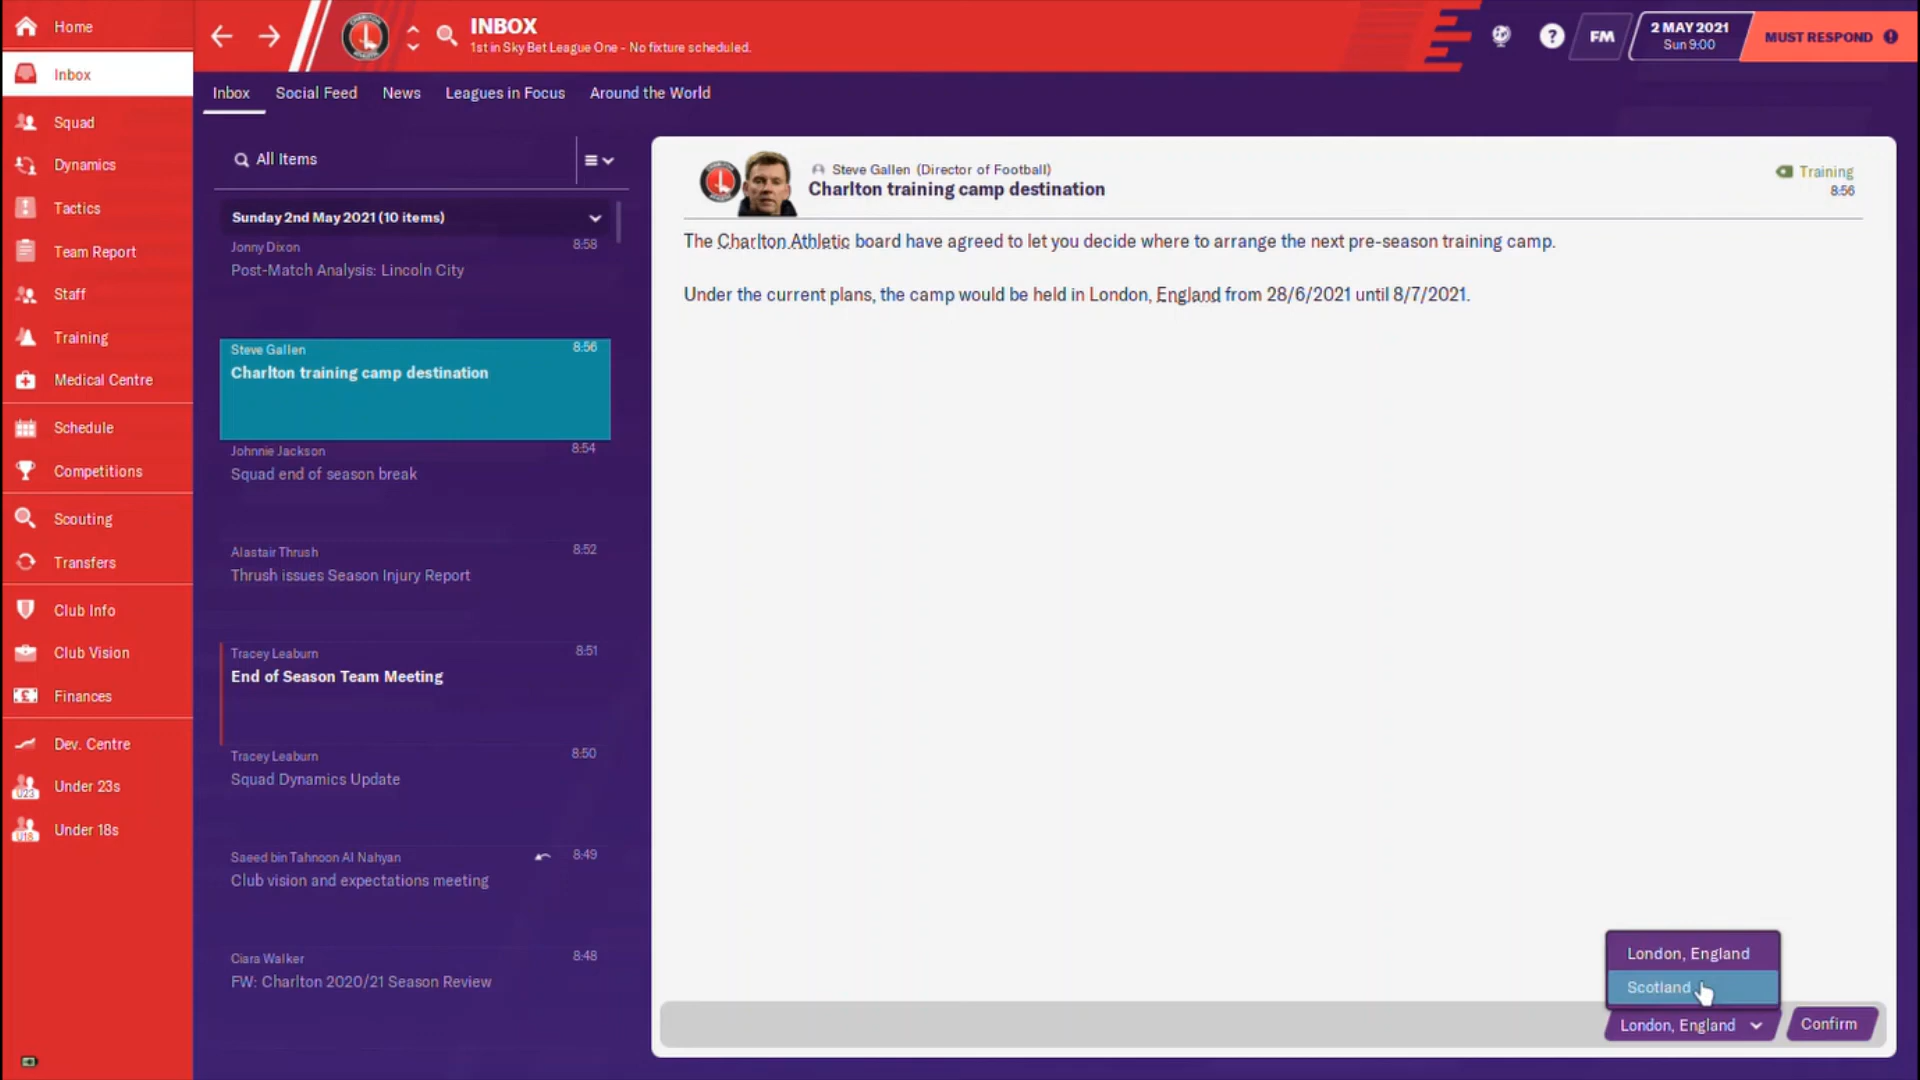 Home
Inbox
Squad
Dynamics
Tactics
Team Report
Staff
Training
Medical Centre
Schedule
Competitions
Scouting
Transfers
Club Info
Club Vision
Finances
Dev. Centre
U23
Under 23s
U18
Under 18s
INBOX
1st in Sky Bet League One - No fixture scheduled.
?
FM
2 MAY 2021
Sun 9:00
MUST RESPOND
Inbox
Social Feed
News
Leagues in Focus
Around the World
All Items
Sunday 2nd May 2021 (10 items)
Jonny Dixon
8:58
Post-Match Analysis: Lincoln City
Steve Gallen
8:56
Charlton training camp destination
Johnnie Jackson
8:54
Squad end of season break
Alastair Thrush
8:52
Thrush issues Season Injury Report
Tracey Leaburn
8:51
End of Season Team Meeting
Tracey Leaburn
8:50
Squad Dynamics Update
Saeed bin Tahnoon Al Nahyan
8:49
Club vision and expectations meeting
Ciara Walker
8:48
FW: Charlton 2020/21 Season Review
Steve Gallen (Director of Football)
Charlton training camp destination
Training
8:56
The Charlton Athletic board have agreed to let you decide where to arrange the next pre-season training camp.
Under the current plans, the camp would be held in London, England from 28/6/2021 until 8/7/2021.
London, England
Scotland
London, England
Confirm